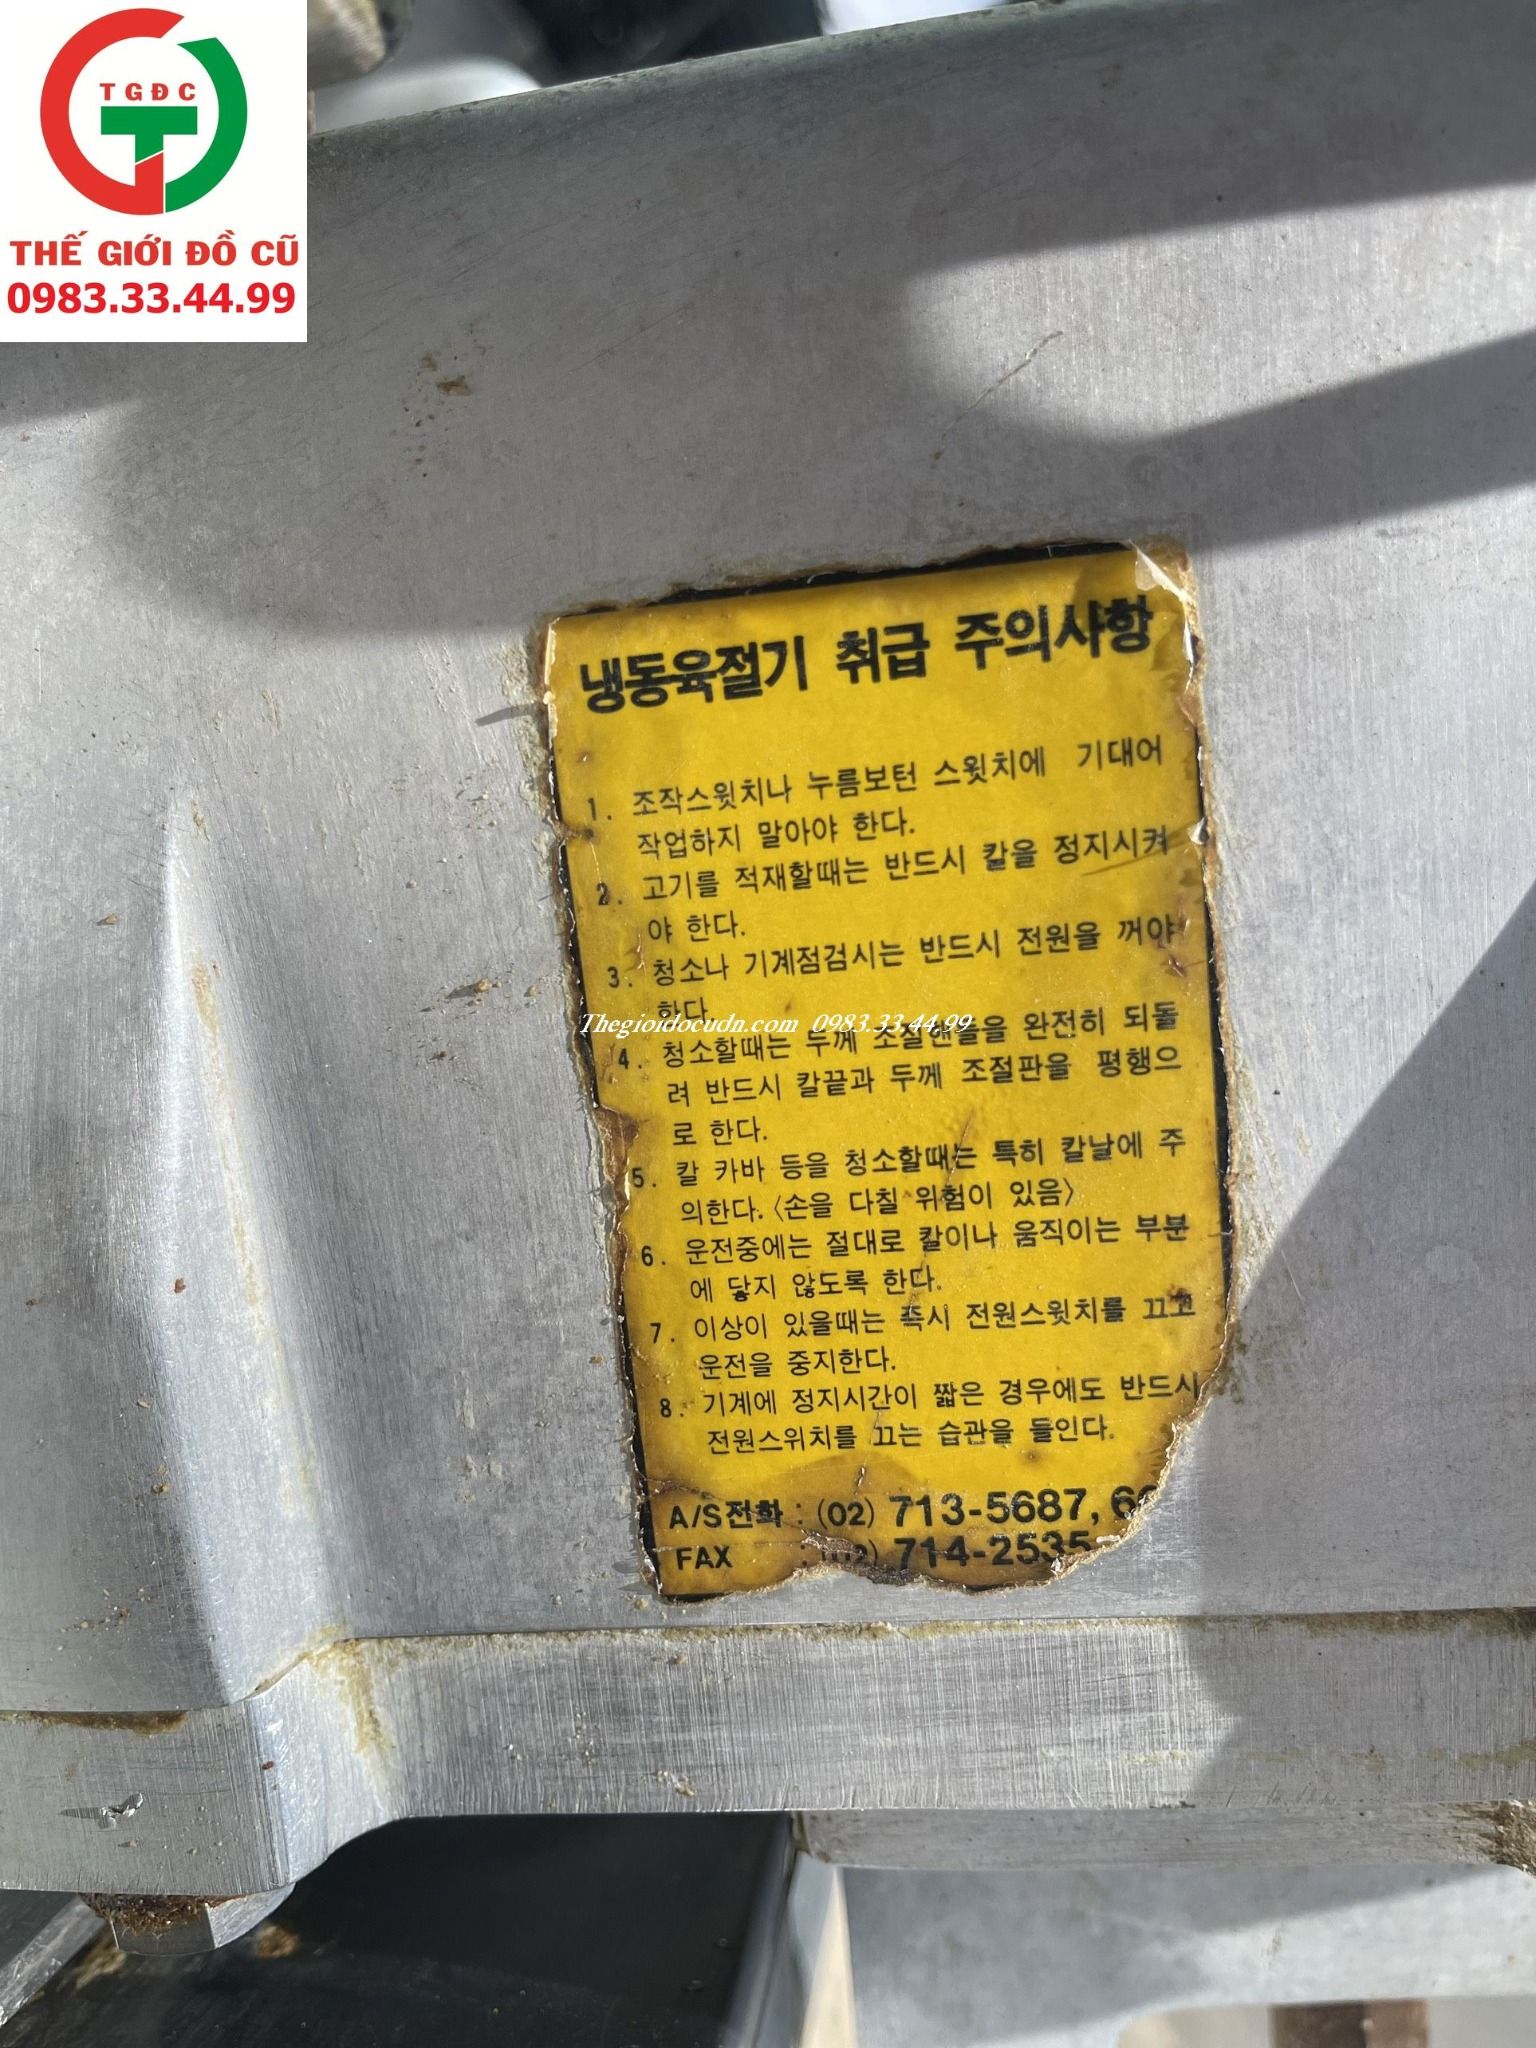 TGĐC
THẾ GIỚI ĐỒ CŨ
0983.33.44.99
냉동육절기 취급 주의사항
1. 조작스윗치나 누름보턴 스윗치에 기대어
작업하지 말아야 한다.
2. 고기를 적재할때는 반드시 칼을 정지시켜
야 한다.
3. 청소나 기계점검시는 반드시 전원을 꺼야
한다.
Thegioidocudn.com 0983.33.44.99
4. 청소할때는 두께 조절핸들을 완전히 되돌
려 반드시 칼끝과 두께 조절판을 평행으
로 한다.
5. 칼 카바 등을 청소할때는 특히 칼날에 주
의한다.〈손을 다칠 위험이 있음〉
6. 운전중에는 절대로 칼이나 움직이는 부분
에 닿지 않도록 한다.
7. 이상이 있을때는 즉시 전원스윗치를 끄고
운전을 중지한다.
8. 기계에 정지시간이 짧은 경우에도 반드시
전원스위치를 끄는 습관을 들인다.
A/S전화 : (02) 713-5687,
FAX : (02) 714-2535